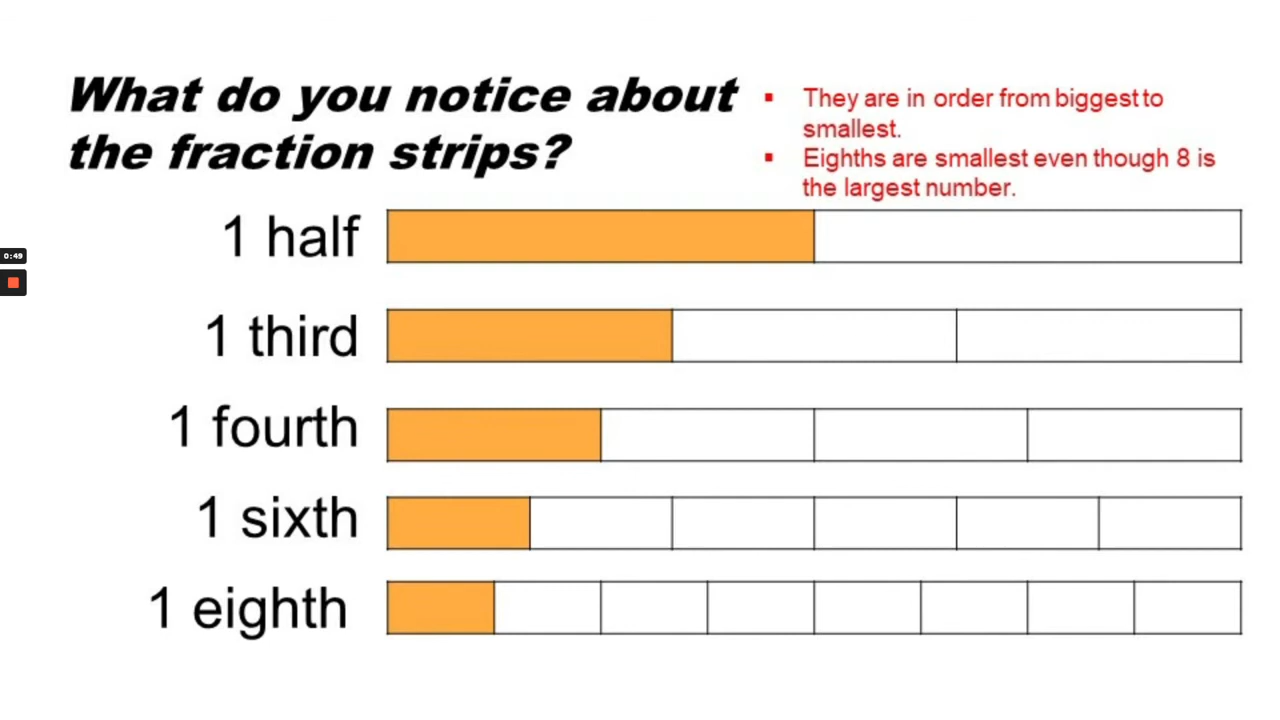 What do you notice about
the fraction strips?
▪ They are in order from biggest to
smallest.
▪ Eighths are smallest even though 8 is
the largest number.
1 half
0:49
1 third
1 fourth
1 sixth
1 eighth